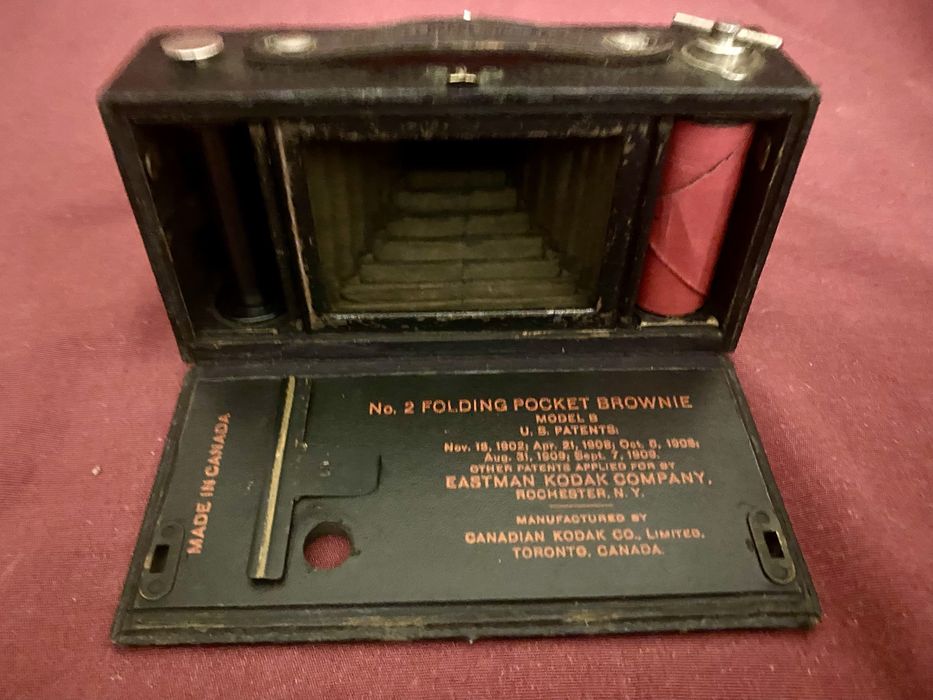 No. 2 FOLDING POCKET BROWNIE
MODEL B
U. S. PATENTS:
Nov. 18, 1902; Apr. 21, 1908; Oct. 5, 1909;
Aug. 31, 1909; Sept. 7, 1909.
OTHER PATENTS APPLIED FOR BY
EASTMAN KODAK COMPANY,
ROCHESTER, N. Y.
MANUFACTURED BY
CANADIAN KODAK CO., LIMITED,
TORONTO, CANADA.
MADE IN CANADA